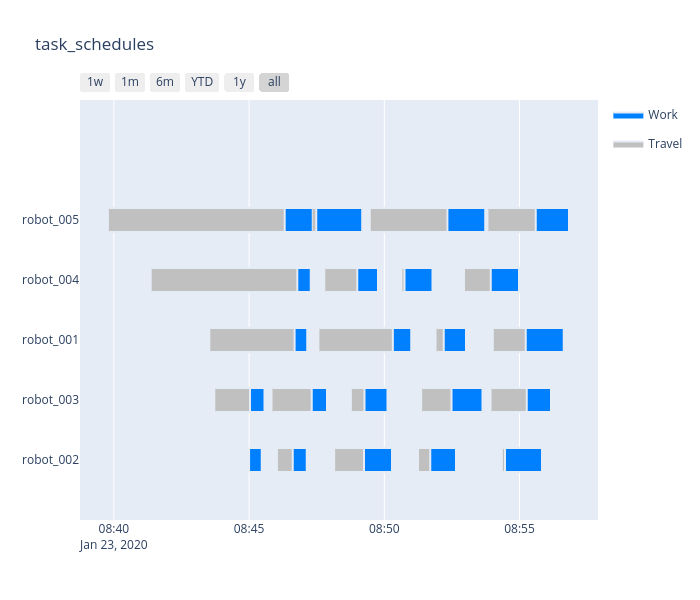 task_schedules
1w 1m 6m YTD 1y all
Work
Travel
robot_005
robot_004
robot_001
robot_003
robot_002
08:40 08:45 08:50 08:55
Jan 23, 2020